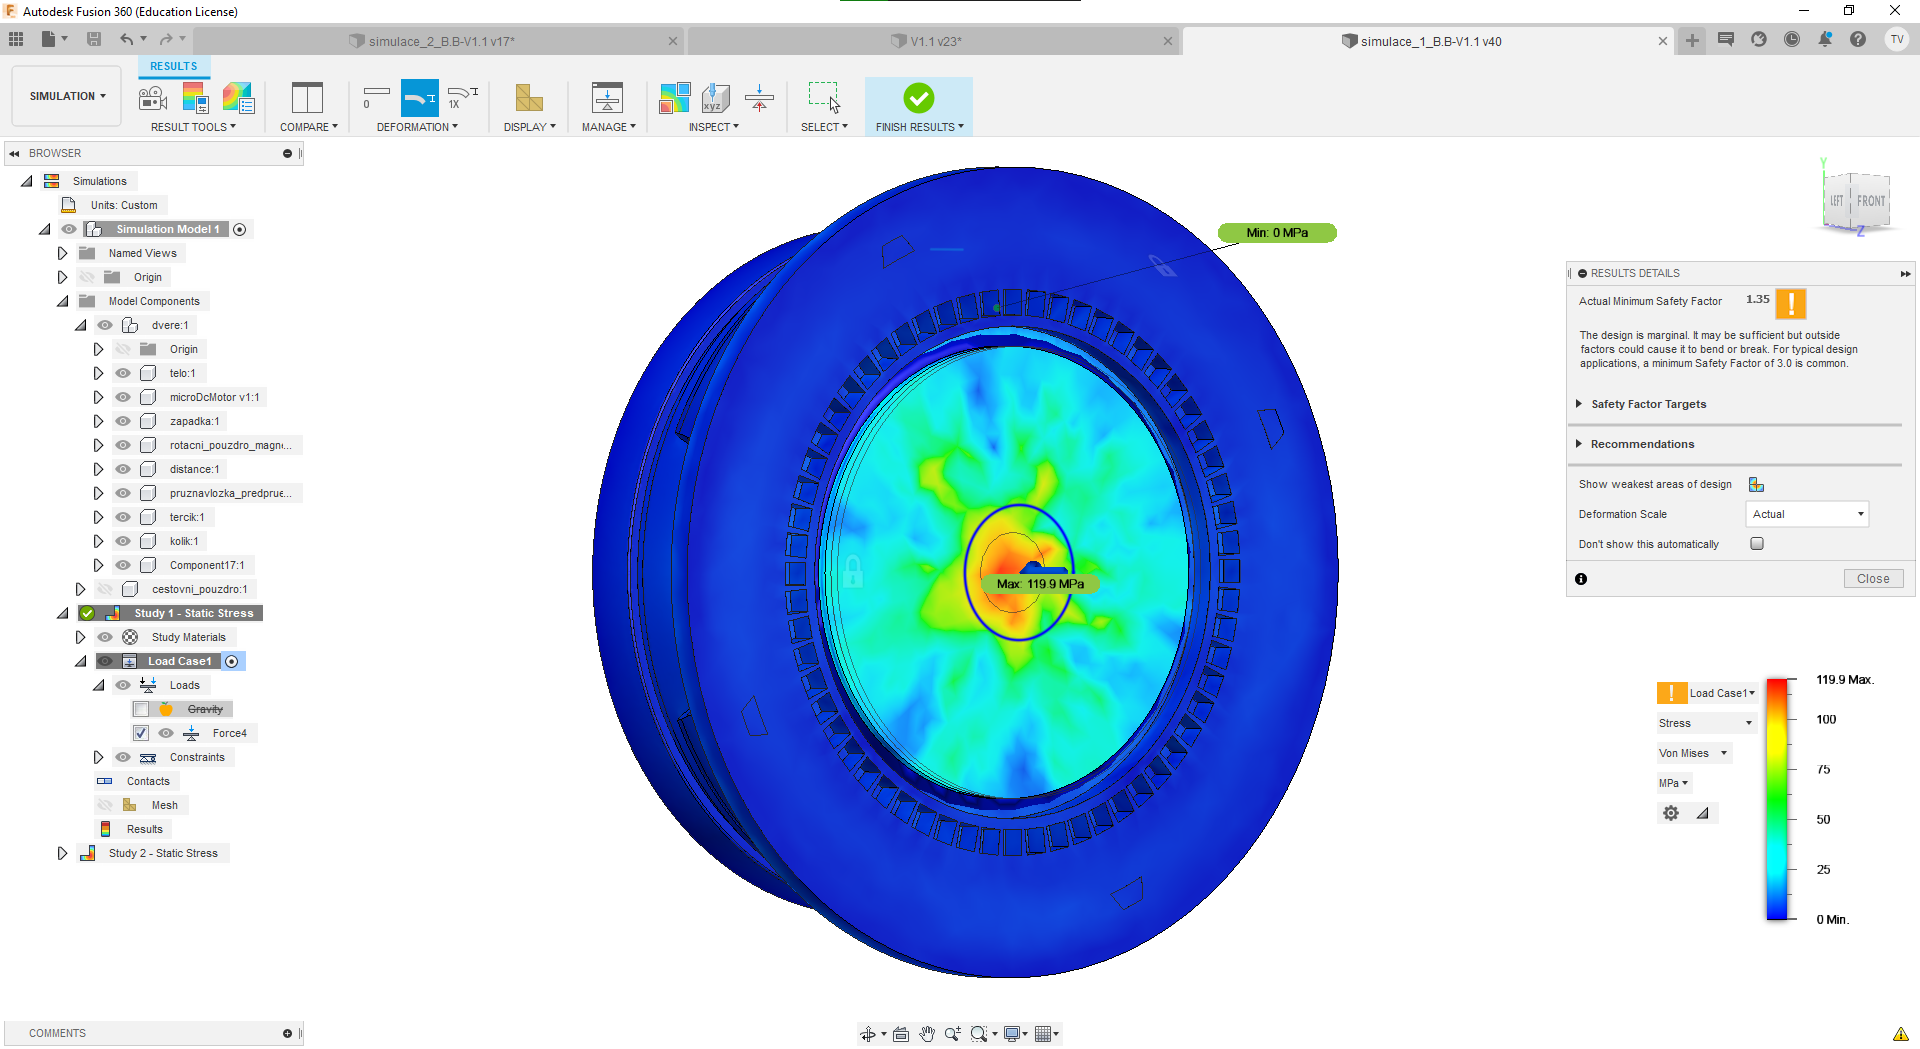 Autodesk Fusion 360 (Education License)
simulace_2_B.B-V1.1 v17*
V1.1 v23*
simulace_1_B.B-V1.1 v40
TV
RESULTS
SIMULATION
0
1X
xyz
RESULT TOOLS
COMPARE
DEFORMATION
DISPLAY
MANAGE
INSPECT
SELECT
FINISH RESULTS
BROWSER
Simulations
Units: Custom
Simulation Model 1
Named Views
Origin
Model Components
dvere:1
Origin
telo:1
microDcMotor v1:1
zapadka:1
rotacni_pouzdro_magn...
distance:1
pruznavlozka_predprue...
tercik:1
kolik:1
Component17:1
cestovni_pouzdro:1
Study 1 - Static Stress
Study Materials
Load Case1
Loads
Gravity
Force4
Constraints
Contacts
Mesh
Results
Study 2 - Static Stress
COMMENTS
Min: 0 MPa
Max: 119.9 MPa
Y
LEFT
FRONT
Z
RESULTS DETAILS
Actual Minimum Safety Factor 1.35
The design is marginal. It may be sufficient but outside
factors could cause it to bend or break. For typical design
applications, a minimum Safety Factor of 3.0 is common.
Safety Factor Targets
Recommendations
Show weakest areas of design
Deformation Scale Actual
Don't show this automatically
Close
Load Case1
Stress
Von Mises
MPa
119.9 Max.
100
75
50
25
0 Min.